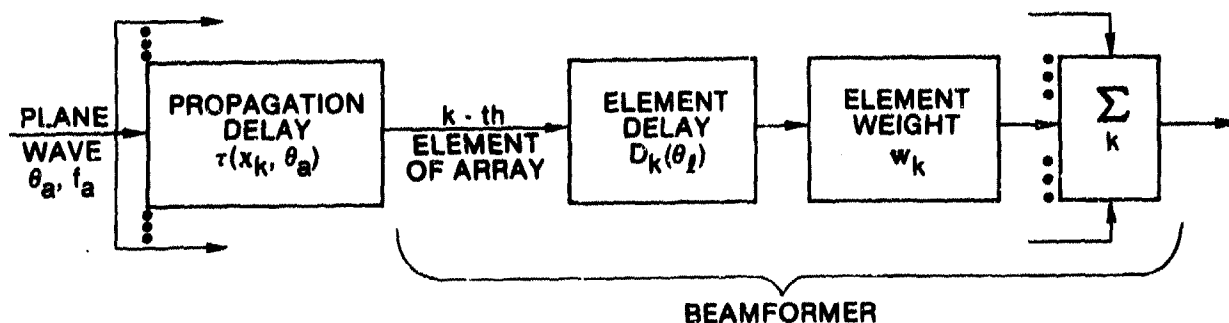 PLANE
WAVE
θₐ, fₐ
PROPAGATION
DELAY
τ(xₖ, θₐ)
k - th
ELEMENT
OF ARRAY
ELEMENT
DELAY
Dₖ(θ_ℓ)
ELEMENT
WEIGHT
wₖ
Σ
k
BEAMFORMER